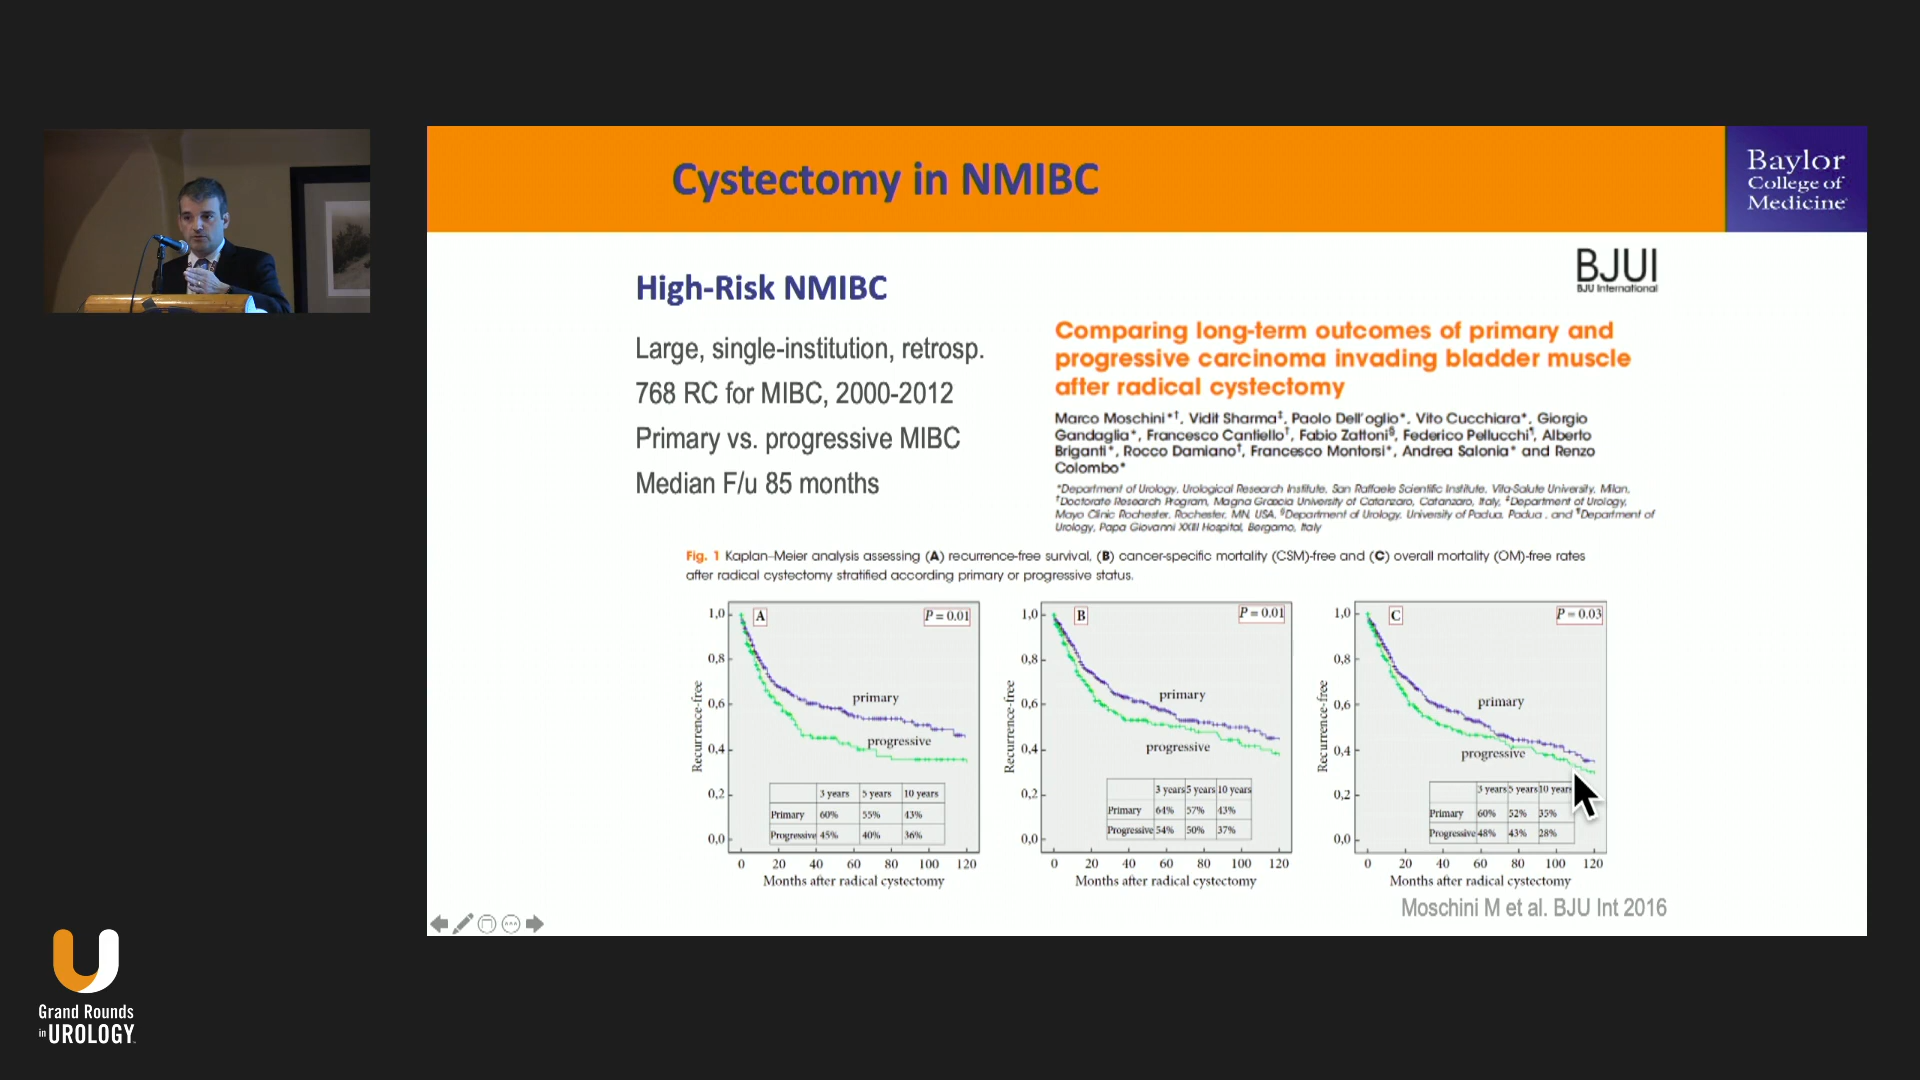 Cystectomy in NMIBC
Baylor
College of
Medicine
High-Risk NMIBC
Large, single-institution, retrosp.
768 RC for MIBC, 2000-2012
Primary vs. progressive MIBC
Median F/u 85 months
BJUI
BJU International
Comparing long-term outcomes of primary and
progressive carcinoma invading bladder muscle
after radical cystectomy
Marco Moschini*†, Vidit Sharma‡, Paolo Dell'oglio*, Vito Cucchiara*, Giorgio
Gandaglia*, Francesco Cantiello†, Fabio Zattoni§, Federico Pellucchi¶, Alberto
Briganti*, Rocco Damiano†, Francesco Montorsi*, Andrea Salonia* and Renzo
Colombo*
*Department of Urology, Urological Research Institute, San Raffaele Scientific Institute, Vita-Salute University, Milan,
†Doctorate Research Program, Magna Graecia University of Catanzaro, Catanzaro, Italy, ‡Department of Urology,
Mayo Clinic Rochester, Rochester, MN, USA, §Department of Urology, University of Padua, Padua, and ¶Department of
Urology, Papa Giovanni XXIII Hospital, Bergamo, Italy
Fig. 1 Kaplan–Meier analysis assessing (A) recurrence-free survival, (B) cancer-specific mortality (CSM)-free and (C) overall mortality (OM)-free rates
after radical cystectomy stratified according primary or progressive status.
A
P = 0.01
Recurrence-free
1,0
0,8
0,6
0,4
0,2
0,0
primary
progressive
3 years 5 years 10 years
Primary 60% 55% 43%
Progressive 45% 40% 36%
0 20 40 60 80 100 120
Months after radical cystectomy
B
P = 0.01
Recurrence-free
1,0
0,8
0,6
0,4
0,2
0,0
primary
progressive
3 years 5 years 10 years
Primary 64% 57% 43%
Progressive 54% 50% 37%
0 20 40 60 80 100 120
Months after radical cystectomy
C
P = 0.03
Recurrence-free
1,0
0,8
0,6
0,4
0,2
0,0
primary
progressive
3 years 5 years 10 years
Primary 60% 52% 35%
Progressive 48% 43% 28%
0 20 40 60 80 100 120
Months after radical cystectomy
Moschini M et al. BJU Int 2016
Grand Rounds
in UROLOGY